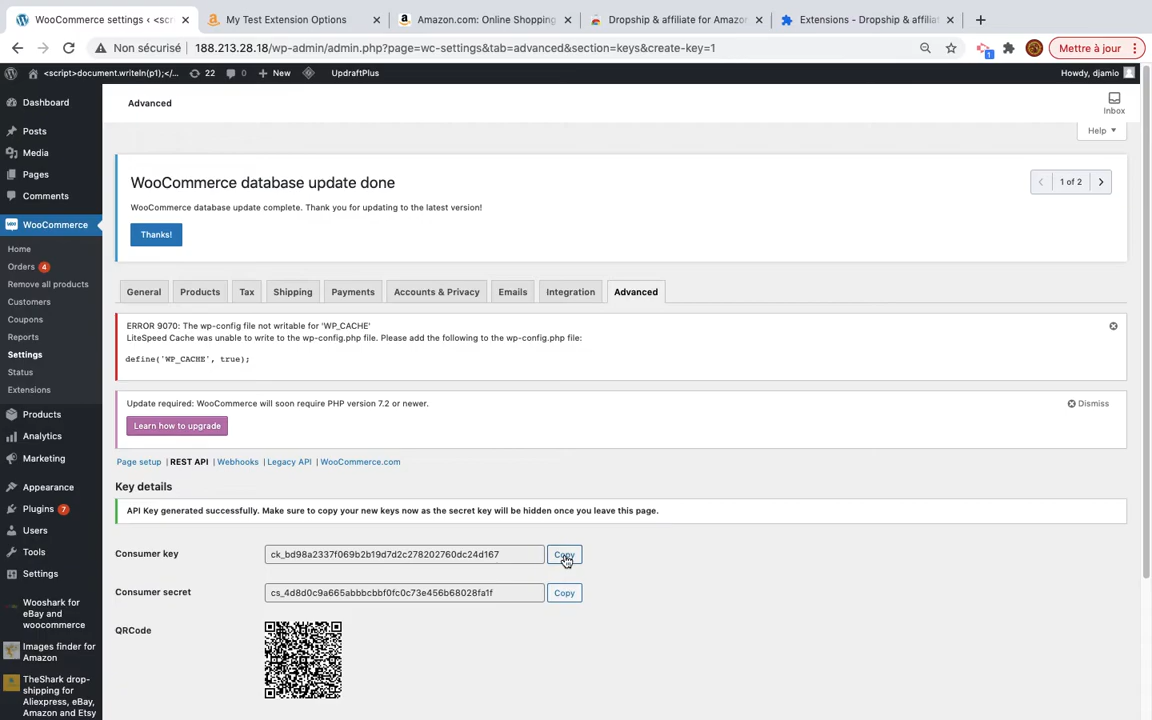 WooCommerce settings ‹ <scr
My Test Extension Options
Amazon.com: Online Shopping
Dropship & affiliate for Amazon
Extensions - Dropship & affiliat
Non sécurisé
188.213.28.18/wp-admin/admin.php?page=wc-settings&tab=advanced&section=keys&create-key=1
1
Mettre à jour
<script>document.writeln(p1);</...
22
0
New
UpdraftPlus
Howdy, djamio
Dashboard
Posts
Media
Pages
Comments
WooCommerce
Home
Orders 4
Remove all products
Customers
Coupons
Reports
Settings
Status
Extensions
Products
Analytics
Marketing
Appearance
Plugins 7
Users
Tools
Settings
Wooshark for
eBay and
woocommerce
Images finder for
Amazon
TheShark drop-
shipping for
Aliexpress, eBay,
Amazon and Etsy
Advanced
Inbox
Help
WooCommerce database update done
1 of 2
WooCommerce database update complete. Thank you for updating to the latest version!
Thanks!
General
Products
Tax
Shipping
Payments
Accounts & Privacy
Emails
Integration
Advanced
ERROR 9070: The wp-config file not writable for 'WP_CACHE'
LiteSpeed Cache was unable to write to the wp-config.php file. Please add the following to the wp-config.php file:
define('WP_CACHE', true);
Update required: WooCommerce will soon require PHP version 7.2 or newer.
Dismiss
Learn how to upgrade
Page setup | REST API | Webhooks | Legacy API | WooCommerce.com
Key details
API Key generated successfully. Make sure to copy your new keys now as the secret key will be hidden once you leave this page.
Consumer key
ck_bd98a2337f069b2b19d7d2c278202760dc24d167
Copy
Consumer secret
cs_4d8d0c9a665abbbcbbf0fc0c73e456b68028fa1f
Copy
QRCode